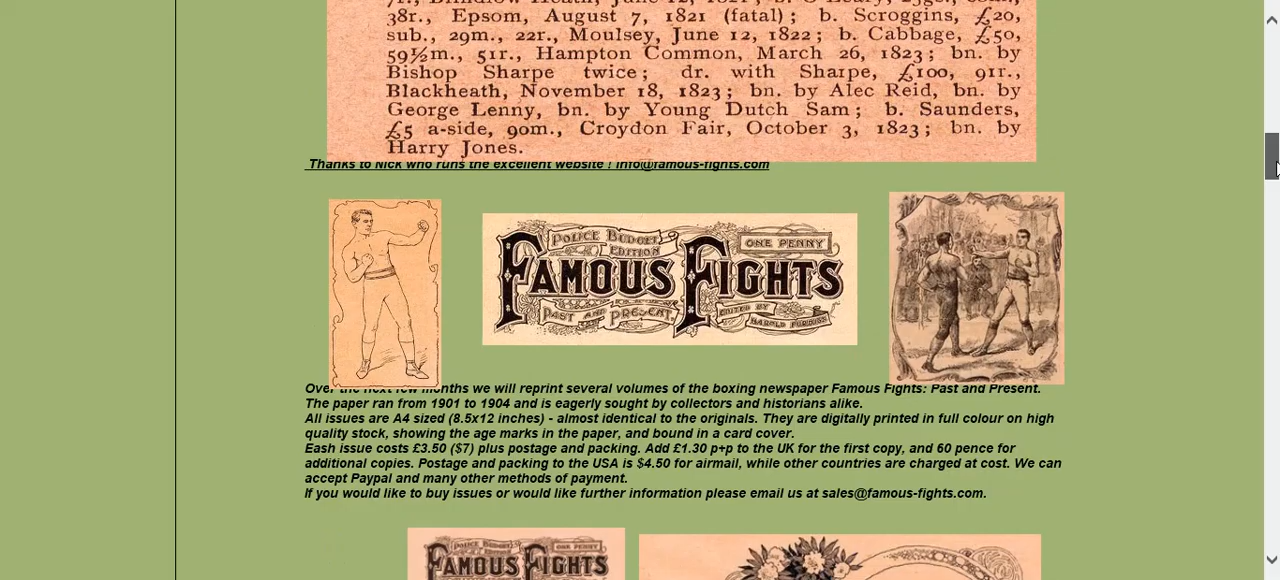 38r., Epsom, August 7, 1821 (fatal); b. Scroggins, £20,
sub., 29m., 22r., Moulsey, June 12, 1822; b. Cabbage, £50,
59½m., 51r., Hampton Common, March 26, 1823; bn. by
Bishop Sharpe twice; dr. with Sharpe, £100, 91r.,
Blackheath, November 18, 1823; bn. by Alec Reid, bn. by
George Lenny, bn. by Young Dutch Sam; b. Saunders,
£5 a-side, 90m., Croydon Fair, October 3, 1823; bn. by
Harry Jones.
Thanks to Nick who runs the excellent website ! info@famous-fights.com
POLICE BUDGET
EDITION
ONE PENNY
FAMOUS FIGHTS
PAST AND PRESENT.
EDITED BY
HAROLD FURNISS
Over the next few months we will reprint several volumes of the boxing newspaper Famous Fights: Past and Present.
The paper ran from 1901 to 1904 and is eagerly sought by collectors and historians alike.
All issues are A4 sized (8.5x12 inches) - almost identical to the originals. They are digitally printed in full colour on high
quality stock, showing the age marks in the paper, and bound in a card cover.
Eash issue costs £3.50 ($7) plus postage and packing. Add £1.30 p+p to the UK for the first copy, and 60 pence for
additional copies. Postage and packing to the USA is $4.50 for airmail, while other countries are charged at cost. We can
accept Paypal and many other methods of payment.
If you would like to buy issues or would like further information please email us at sales@famous-fights.com.
POLICE BUDGET
EDITION
ONE PENNY
FAMOUS FIGHTS